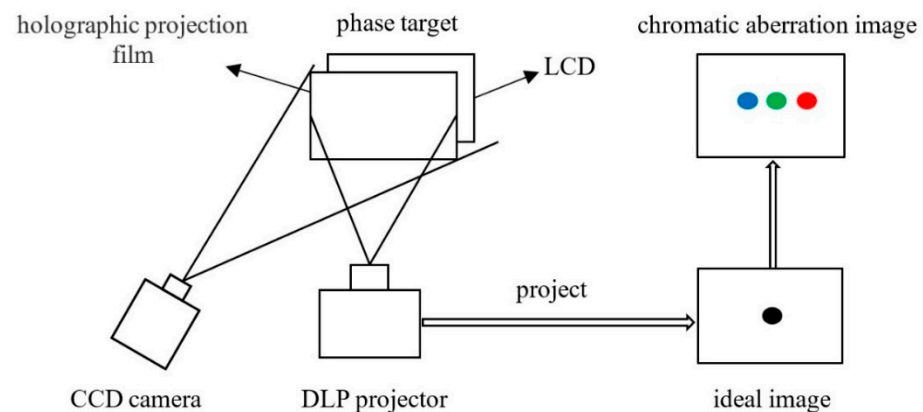 holographic projection
film
phase target
LCD
chromatic aberration image
project
CCD camera
DLP projector
ideal image